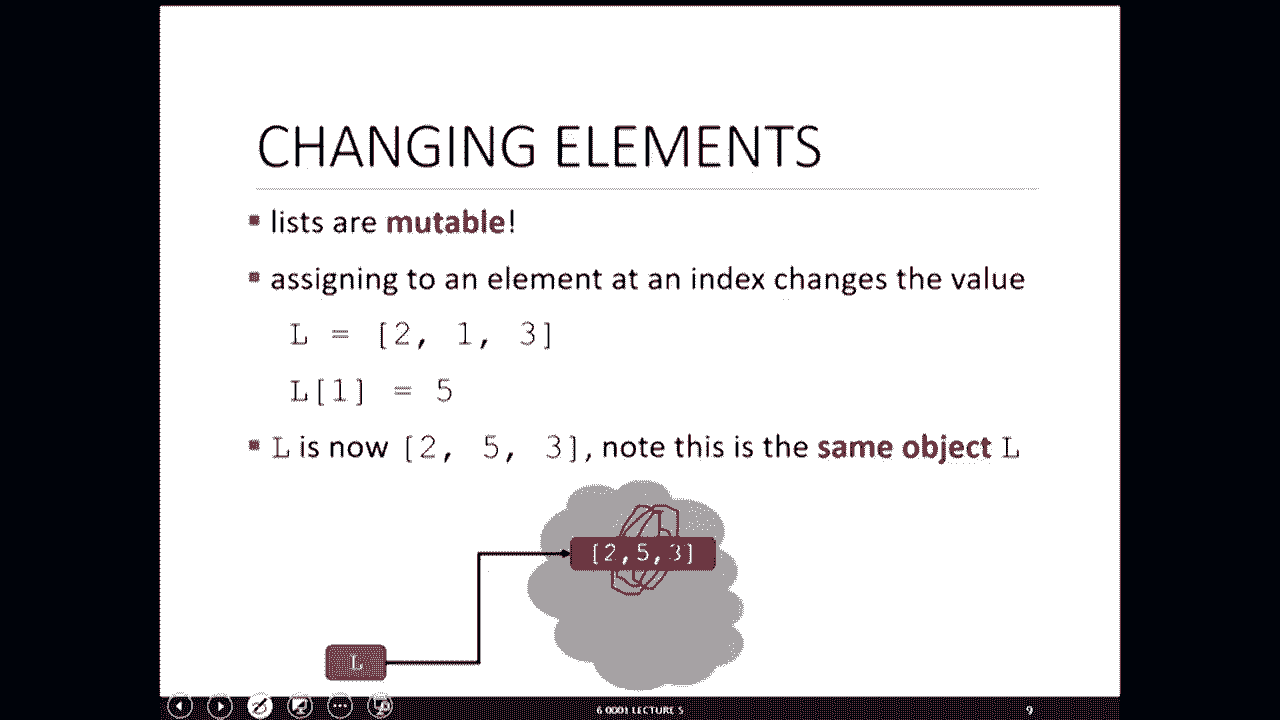 CHANGING ELEMENTS
lists are mutable!
assigning to an element at an index changes the value
L = [2, 1, 3]
L[1] = 5
L is now [2, 5, 3], note this is the same object L
[2,5,3]
L
6.0001 LECTURE 5
9